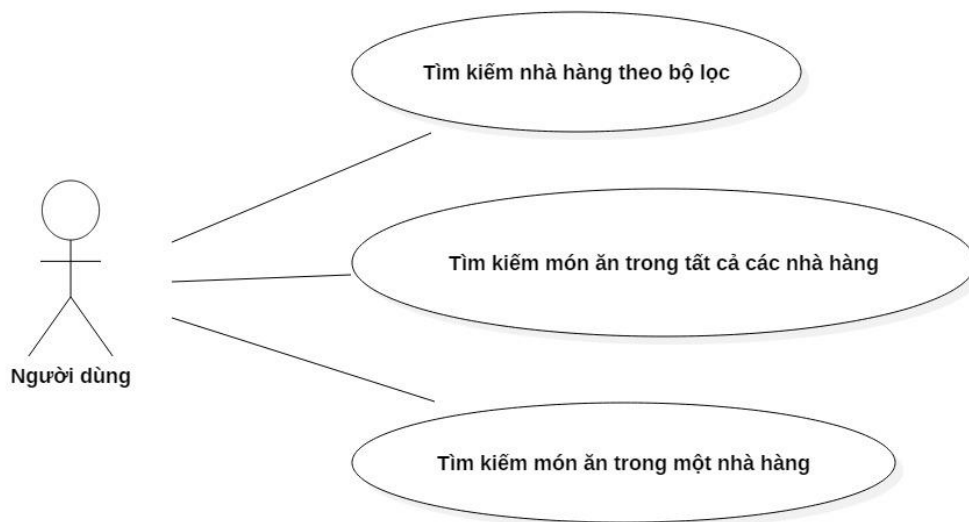 Tìm kiếm nhà hàng theo bộ lọc
Tìm kiếm món ăn trong tất cả các nhà hàng
Người dùng
Tìm kiếm món ăn trong một nhà hàng